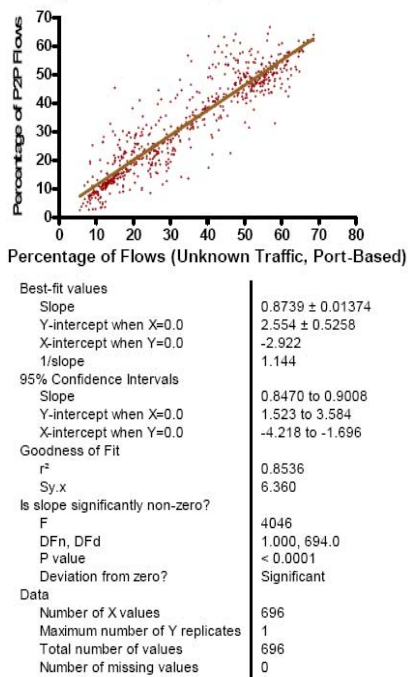 Percentage of P2P Flows
70
60
50
40
30
20
10
0
0 10 20 30 40 50 60 70 80
Percentage of Flows (Unknown Traffic, Port-Based)
Best-fit values
Slope 0.8739 ± 0.01374
Y-intercept when X=0.0 2.554 ± 0.5258
X-intercept when Y=0.0 -2.922
1/slope 1.144
95% Confidence Intervals
Slope 0.8470 to 0.9008
Y-intercept when X=0.0 1.523 to 3.584
X-intercept when Y=0.0 -4.218 to -1.696
Goodness of Fit
r² 0.8536
Sy.x 6.360
Is slope significantly non-zero?
F 4046
DFn, DFd 1.000, 694.0
P value < 0.0001
Deviation from zero? Significant
Data
Number of X values 696
Maximum number of Y replicates 1
Total number of values 696
Number of missing values 0